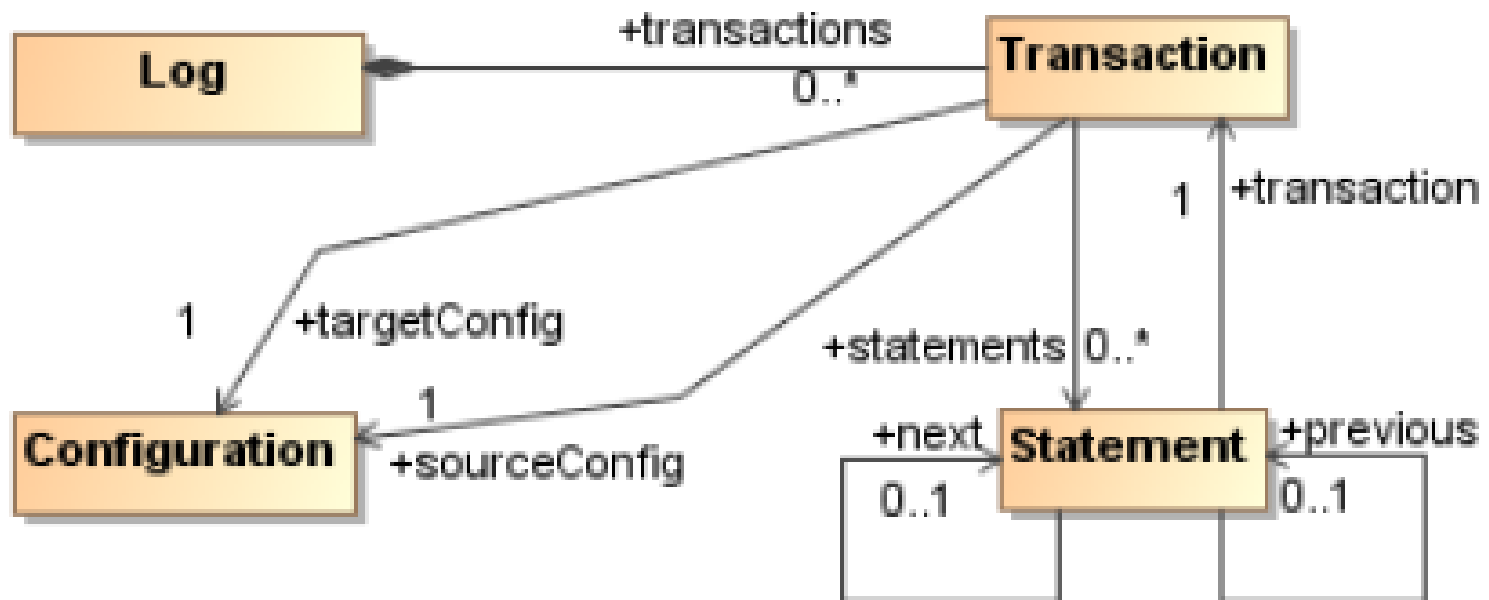 +transactions
Log
Transaction
0..*
1
+transaction
1
+targetConfig
+statements 0..*
1
+next
+previous
Configuration
Statement
+sourceConfig
0..1
0..1